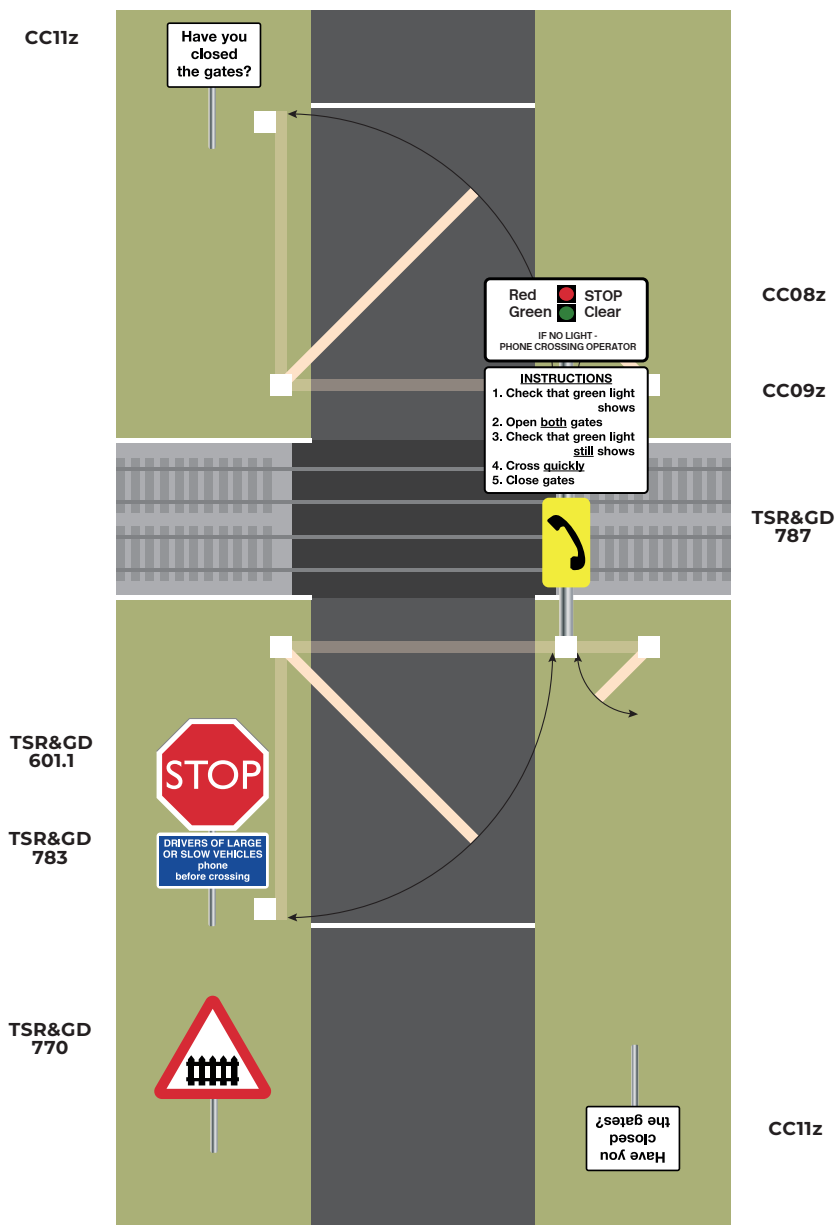 CC11z
Have you
closed
the gates?
CC08z
Red STOP
Green Clear
IF NO LIGHT -
PHONE CROSSING OPERATOR
CC09z
INSTRUCTIONS
1. Check that green light
shows
2. Open both gates
3. Check that green light
still shows
4. Cross quickly
5. Close gates
TSR&GD
787
TSR&GD
601.1
STOP
TSR&GD
783
DRIVERS OF LARGE
OR SLOW VEHICLES
phone
before crossing
TSR&GD
770
CC11z
Have you
closed
the gates?